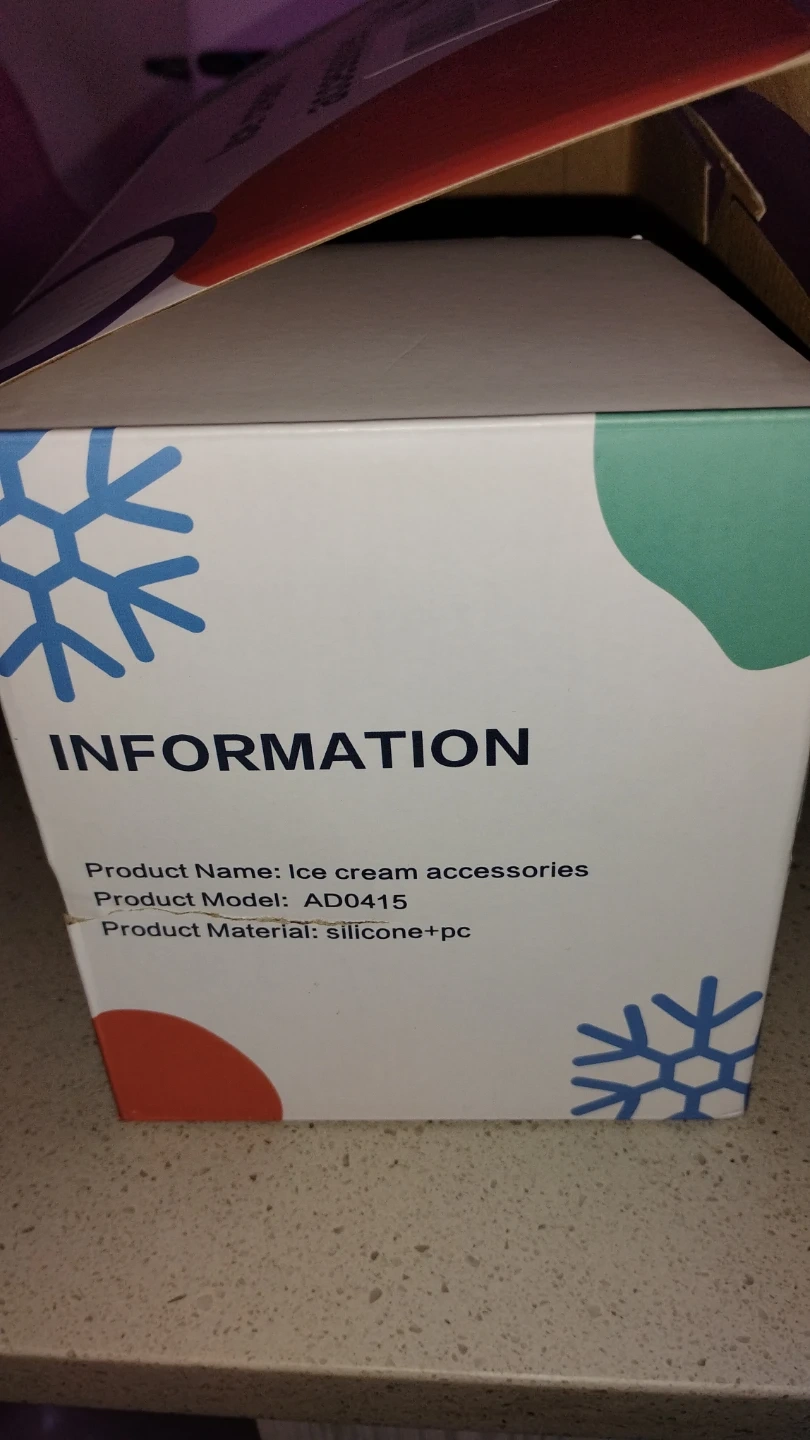 INFORMATION
Product Name: Ice cream accessories
Product Model: AD0415
Product Material: silicone+pc